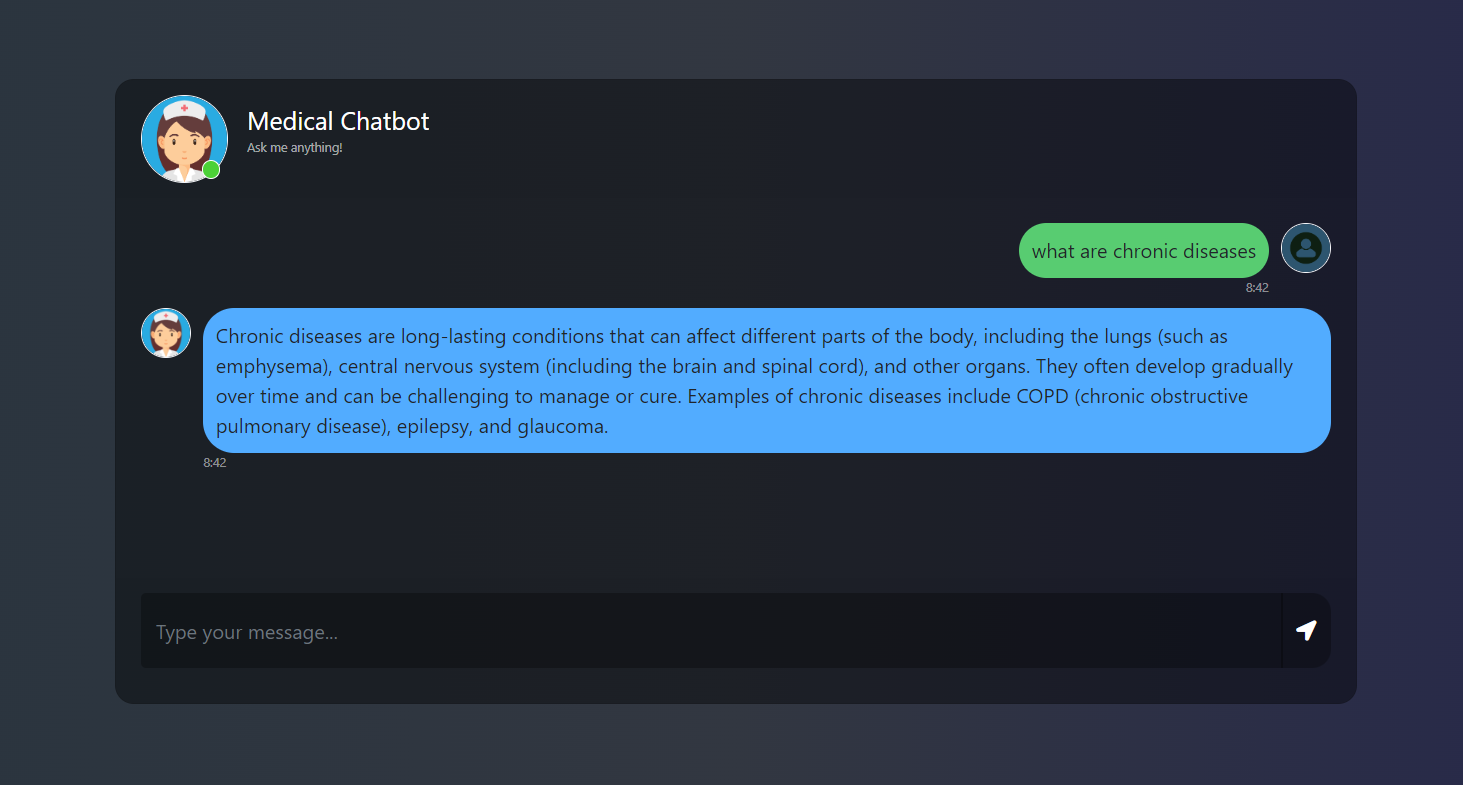 Medical Chatbot
Ask me anything!
what are chronic diseases
8:42
Chronic diseases are long-lasting conditions that can affect different parts of the body, including the lungs (such as
emphysema), central nervous system (including the brain and spinal cord), and other organs. They often develop gradually
over time and can be challenging to manage or cure. Examples of chronic diseases include COPD (chronic obstructive
pulmonary disease), epilepsy, and glaucoma.
8:42
Type your message...